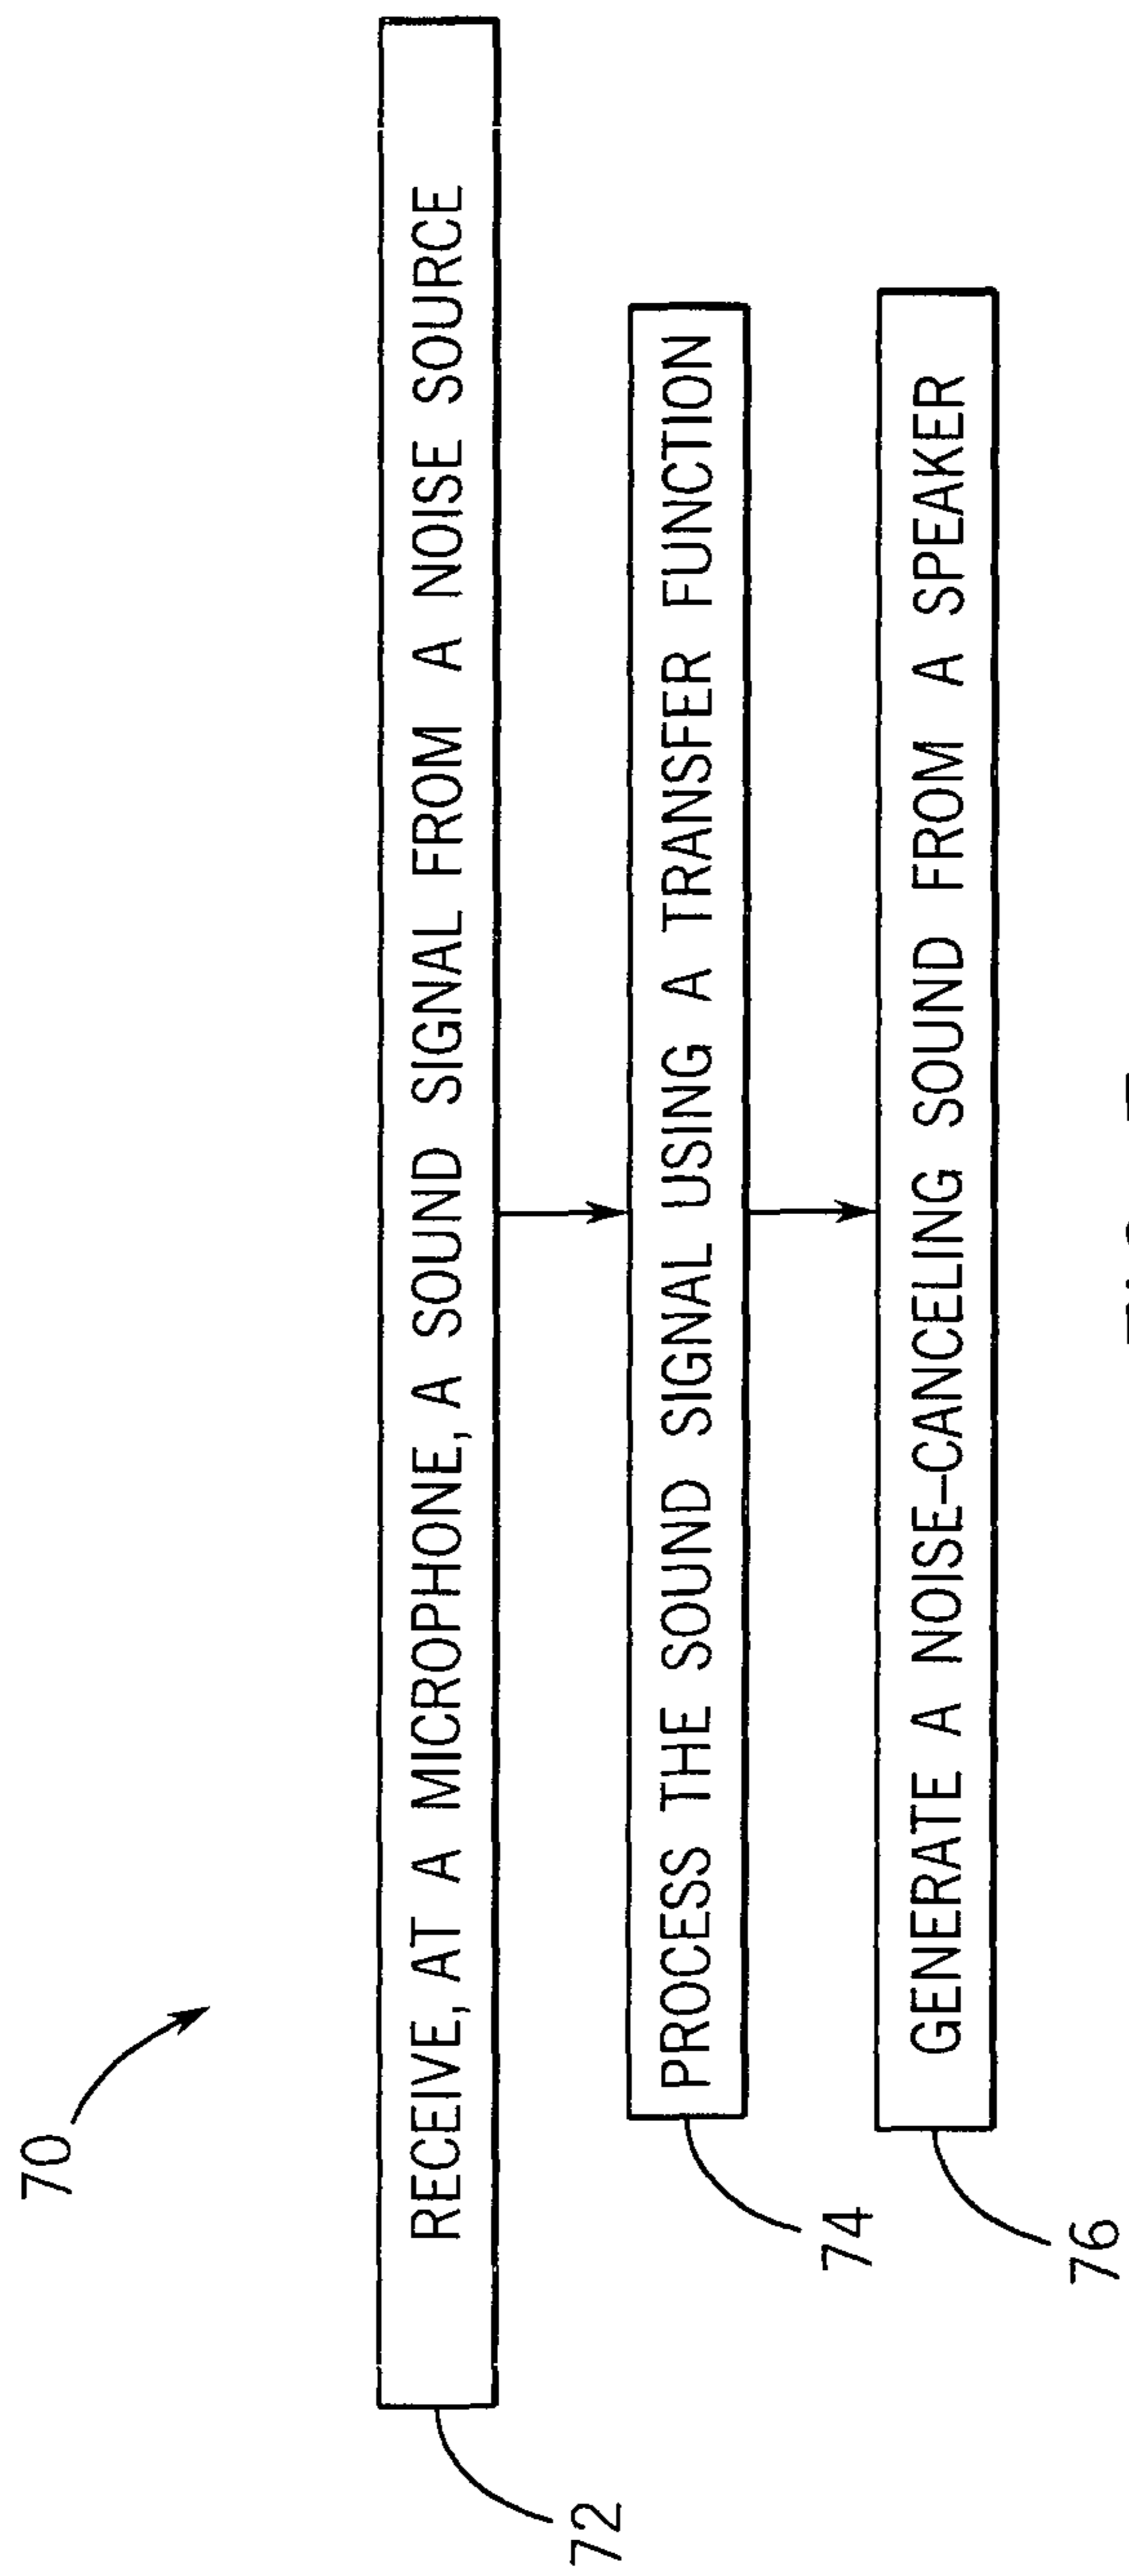 70
RECEIVE, AT A MICROPHONE, A SOUND SIGNAL FROM A NOISE SOURCE
72
PROCESS THE SOUND SIGNAL USING A TRANSFER FUNCTION
74
GENERATE A NOISE-CANCELING SOUND FROM A SPEAKER
76